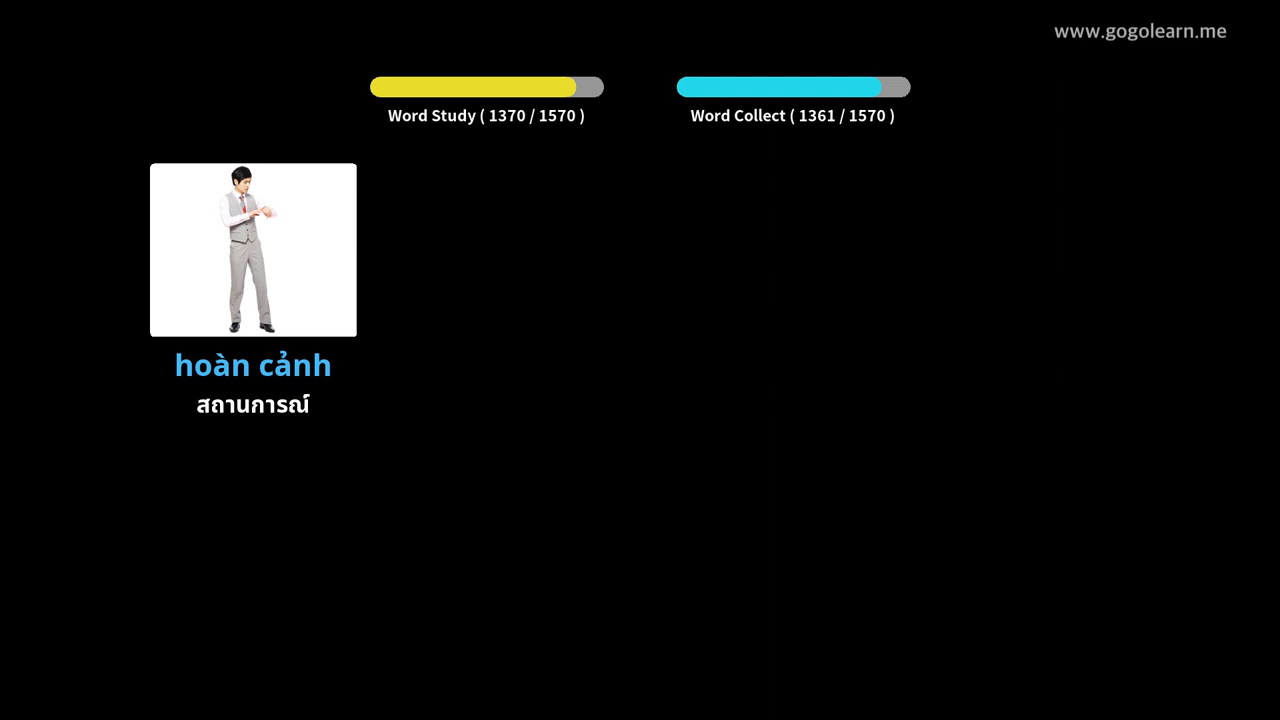 www.gogolearn.me
Word Study ( 1370 / 1570 )
Word Collect ( 1361 / 1570 )
hoàn cảnh
สถานการณ์